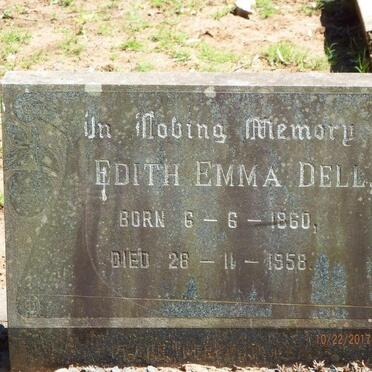 In Loving Memory
EDITH EMMA DELL.
BORN 6 - 6 - 1860,
DIED 26 - 11 - 1958.
10/22/2017